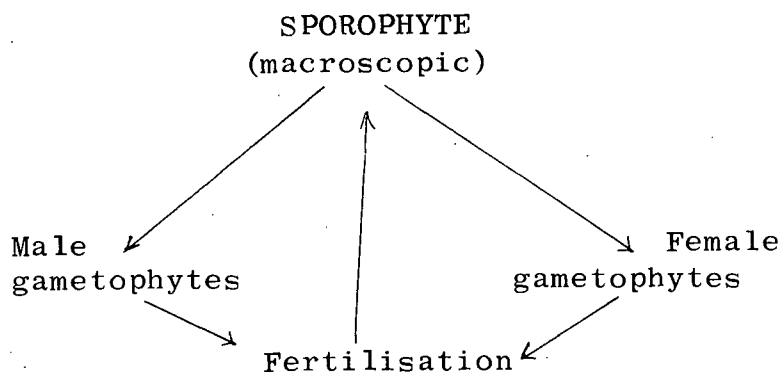 SPOROPHYTE
(macroscopic)
Male
gametophytes
Female
gametophytes
Fertilisation